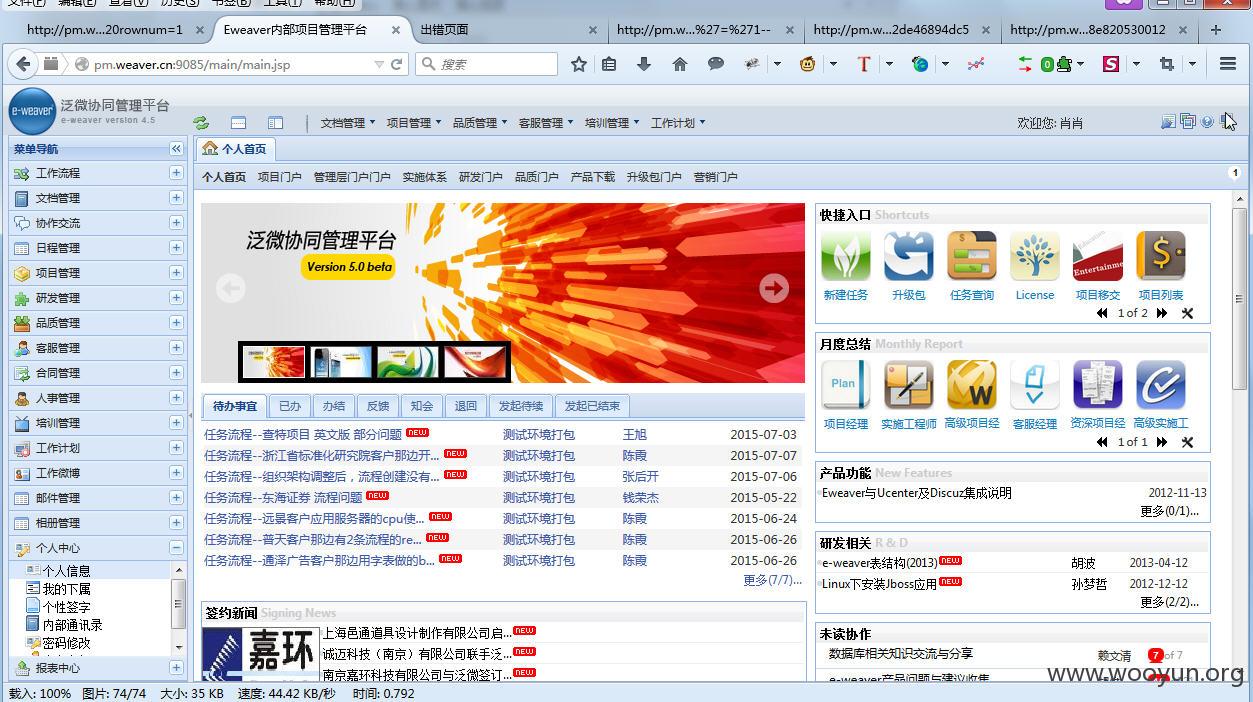 文件(F) 编辑(E) 查看(V) 历史(S) 书签(B) 工具(T) 帮助(H)
http://pm.w...20rownum=1 Eweaver内部项目管理平台 出错页面 http://pm.w...%27=%271-- http://pm.w...2de46894dc5 http://pm.w...8e820530012
pm.weaver.cn:9085/main/main.jsp 搜索
e-weaver 泛微协同管理平台
e-weaver version 4.5
文档管理 项目管理 品质管理 客服管理 培训管理 工作计划 欢迎您: 肖肖
菜单导航
工作流程
文档管理
协作交流
日程管理
项目管理
研发管理
品质管理
客服管理
合同管理
人事管理
培训管理
工作计划
工作微博
邮件管理
相册管理
个人中心
个人信息
我的下属
个性签字
内部通讯录
密码修改
报表中心
个人首页
个人首页 项目门户 管理层门户门户 实施体系 研发门户 品质门户 产品下载 升级包门户 营销门户 1
泛微协同管理平台
Version 5.0 beta
待办事宜 已办 办结 反馈 知会 退回 发起待续 发起已结束
任务流程--查特项目 英文版 部分问题 NEW 测试环境打包 王旭 2015-07-03
任务流程--浙江省标准化研究院客户那边开... NEW 测试环境打包 陈霞 2015-07-07
任务流程--组织架构调整后，流程创建没有... NEW 测试环境打包 张后开 2015-07-06
任务流程--东海证券 流程问题 NEW 测试环境打包 钱荣杰 2015-05-22
任务流程--远景客户应用服务器的cpu使... NEW 测试环境打包 陈霞 2015-06-24
任务流程--普天客户那边有2条流程的re... NEW 测试环境打包 陈霞 2015-06-26
任务流程--通泽广告客户那边用字表做的b... NEW 测试环境打包 陈霞 2015-06-26
更多(7/7)...
签约新闻 Signing News
嘉环
上海邑通道具设计制作有限公司启... NEW
诚迈科技（南京）有限公司联手泛... NEW
南京嘉环科技有限公司与泛微签订... NEW
快捷入口 Shortcuts
Education
Entertainme
新建任务 升级包 任务查询 License 项目移交 项目列表
1 of 2
月度总结 Monthly Report
Plan
项目经理 实施工程师 高级项目经 客服经理 资深项目经 高级实施工
1 of 1
产品功能 New Features
Eweaver与Ucenter及Discuz集成说明 2012-11-13
更多(0/1)...
研发相关 R & D
e-weaver表结构(2013) NEW 胡波 2013-04-12
Linux下安装Jboss应用 NEW 孙梦哲 2012-12-12
更多(2/2)...
未读协作
数据库相关知识交流与分享 赖文清 7 of 7
e-weaver产品问题与建议收集
www.wooyun.org
载入: 100% 图片: 74/74 大小: 35 KB 速度: 44.42 KB/秒 时间: 0.792